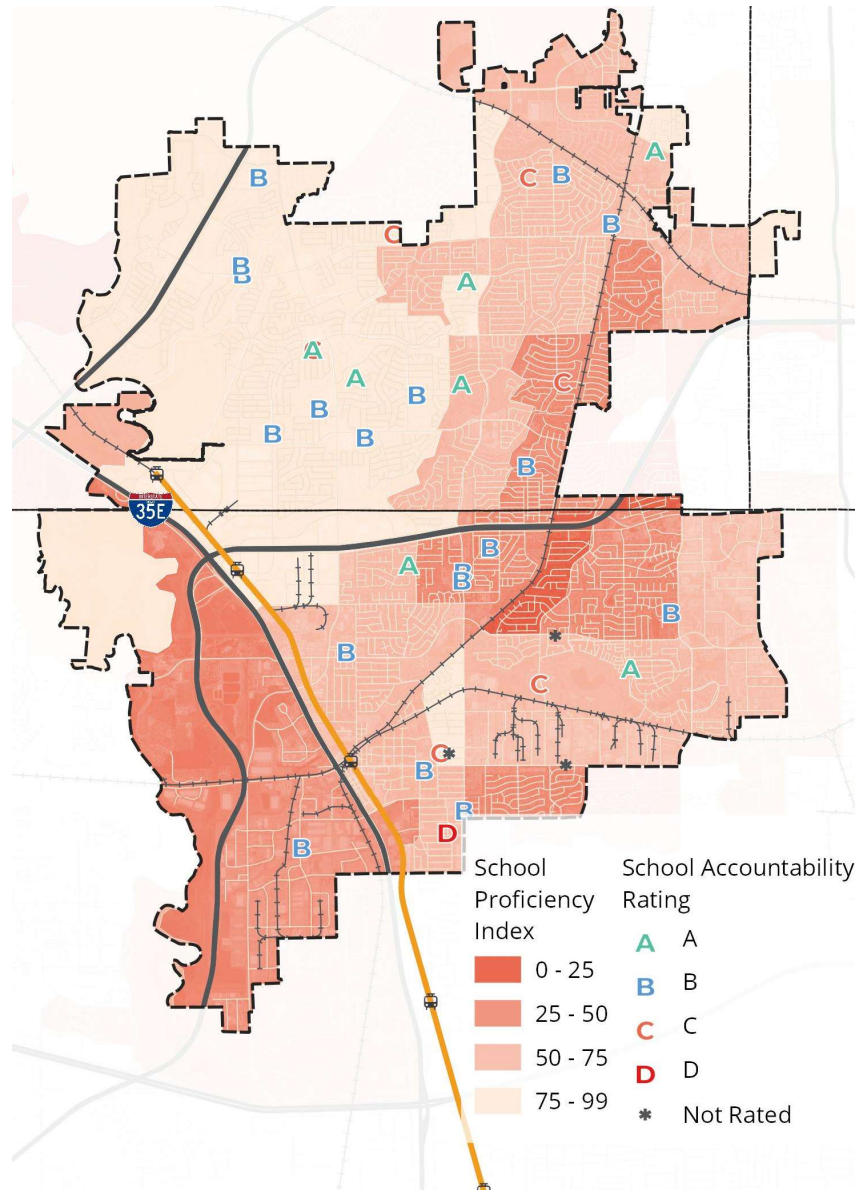 A
B
C
B
B
C
B
B
A
A
C
A
A
B
B
B
B
B
35E
B
A
B
B
B
B
A
C
C
B
B
D
B
School
Proficiency
Index
0 - 25
25 - 50
50 - 75
75 - 99
School Accountability
Rating
A A
B B
C C
D D
* Not Rated